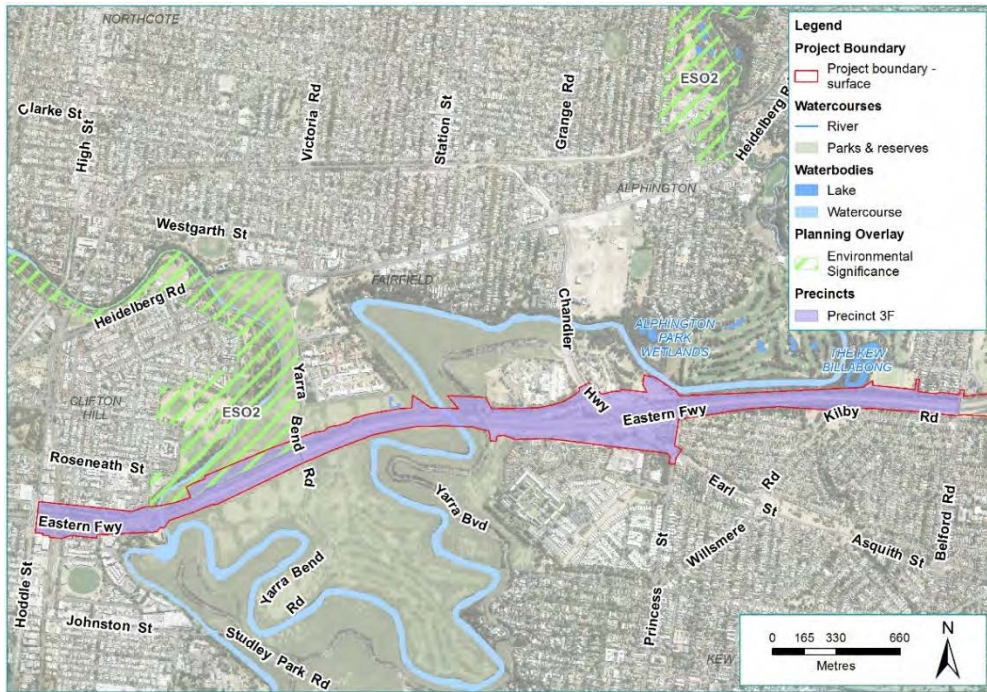 NORTHCOTE
Clarke St
High St
Victoria Rd
Station St
Grange Rd
ESO2
Heidelberg R
ALPHINGTON
Westgarth St
FAIRFIELD
Heidelberg Rd
Chandler
Hwy
ALPHINGTON
PARK
WETLANDS
THE KEW
BILLABONG
CLIFTON
HILL
ESO2
Yarra
Bend
Rd
Eastern Fwy
Kilby
Rd
Roseneath St
Eastern Fwy
Yarra Bvd
Earl
St
Rd
Willsmere
Belford Rd
Asquith St
Princess
St
Hoddle St
Johnston St
Yarra Bend
Rd
Studley Park Rd
KEW
Legend
Project Boundary
Project boundary -
surface
Watercourses
River
Parks & reserves
Waterbodies
Lake
Watercourse
Planning Overlay
Environmental
Significance
Precincts
Precinct 3F
0 165 330 660
Metres
N